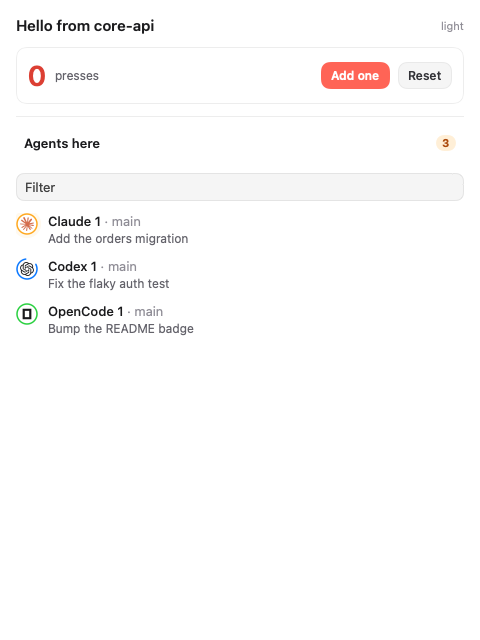 Hello from core-api
light
0 presses
Add one
Reset
Agents here
3
Filter
Claude 1 · main
Add the orders migration
Codex 1 · main
Fix the flaky auth test
OpenCode 1 · main
Bump the README badge